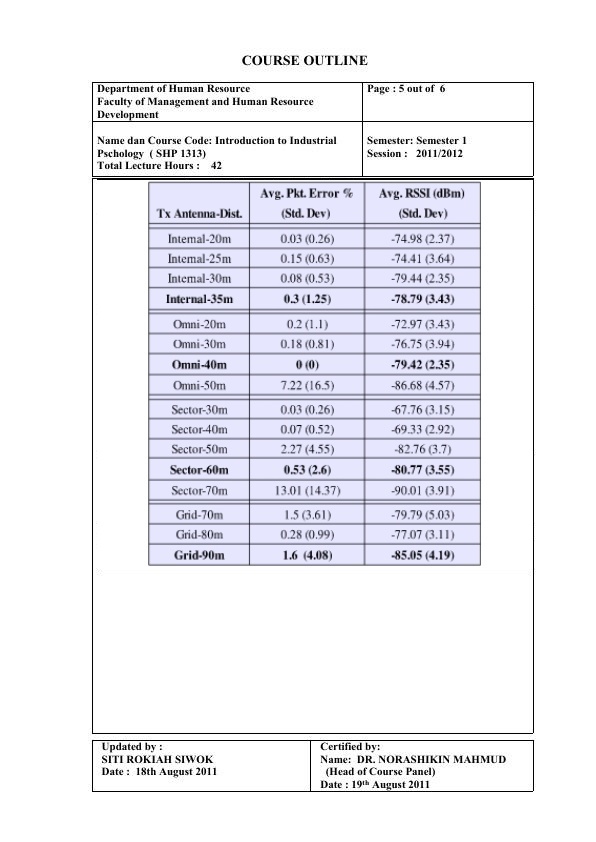 COURSE OUTLINE
Department of Human Resource
Faculty of Management and Human Resource
Development
Page : 5 out of 6
Name dan Course Code: Introduction to Industrial
Pschology ( SHP 1313)
Total Lecture Hours : 42
Semester: Semester 1
Session : 2011/2012
Tx Antenna-Dist. Avg. Pkt. Error % (Std. Dev) Avg. RSSI (dBm) (Std. Dev)
Internal-20m 0.03 (0.26) -74.98 (2.37)
Internal-25m 0.15 (0.63) -74.41 (3.64)
Internal-30m 0.08 (0.53) -79.44 (2.35)
Internal-35m 0.3 (1.25) -78.79 (3.43)
Omni-20m 0.2 (1.1) -72.97 (3.43)
Omni-30m 0.18 (0.81) -76.75 (3.94)
Omni-40m 0 (0) -79.42 (2.35)
Omni-50m 7.22 (16.5) -86.68 (4.57)
Sector-30m 0.03 (0.26) -67.76 (3.15)
Sector-40m 0.07 (0.52) -69.33 (2.92)
Sector-50m 2.27 (4.55) -82.76 (3.7)
Sector-60m 0.53 (2.6) -80.77 (3.55)
Sector-70m 13.01 (14.37) -90.01 (3.91)
Grid-70m 1.5 (3.61) -79.79 (5.03)
Grid-80m 0.28 (0.99) -77.07 (3.11)
Grid-90m 1.6 (4.08) -85.05 (4.19)
Updated by :
SITI ROKIAH SIWOK
Date : 18th August 2011
Certified by:
Name: DR. NORASHIKIN MAHMUD
(Head of Course Panel)
Date : 19th August 2011